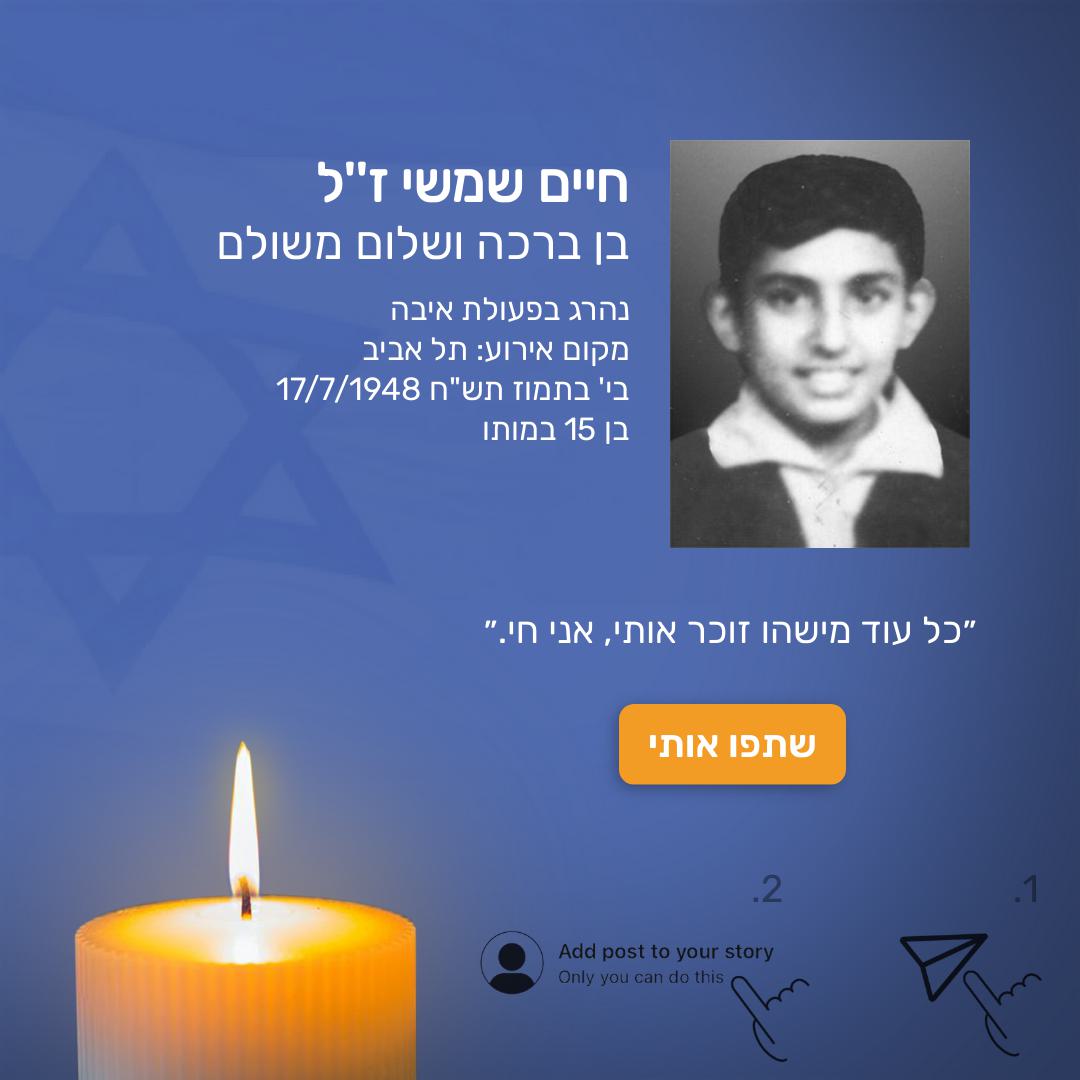 חיים שמשי ז"ל
בן ברכה ושלום משולם
נהרג בפעולת איבה
מקום אירוע: תל אביב
בי' בתמוז תש"ח 17/7/1948
בן 15 במותו
״כל עוד מישהו זוכר אותי, אני חי.״
שתפו אותי
1.
2.
Add post to your story
Only you can do this